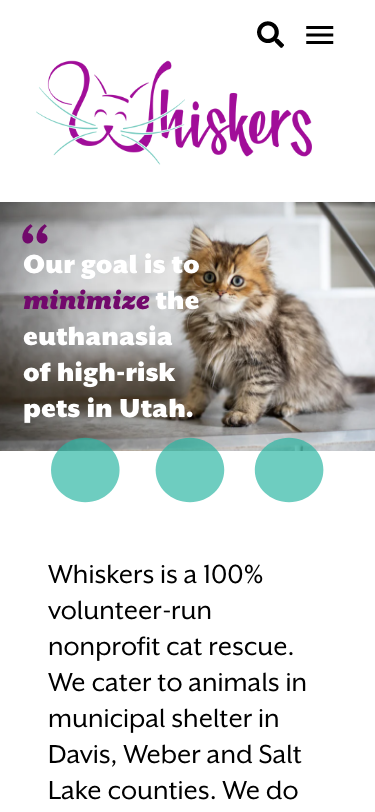 Whiskers
“
Our goal is to
minimize the
euthanasia
of high-risk
pets in Utah.
Whiskers is a 100%
volunteer-run
nonprofit cat rescue.
We cater to animals in
municipal shelter in
Davis, Weber and Salt
Lake counties. We do